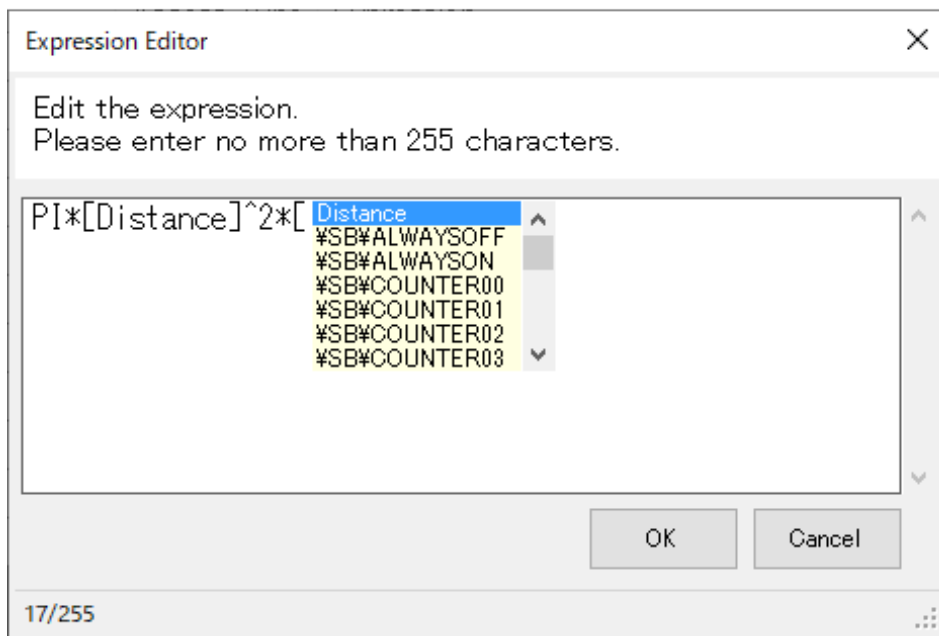 Expression Editor
Edit the expression.
Please enter no more than 255 characters.
PI*[Distance]^2*[
Distance
¥SB¥ALWAYSOFF
¥SB¥ALWAYSON
¥SB¥COUNTER00
¥SB¥COUNTER01
¥SB¥COUNTER02
¥SB¥COUNTER03
OK
Cancel
17/255